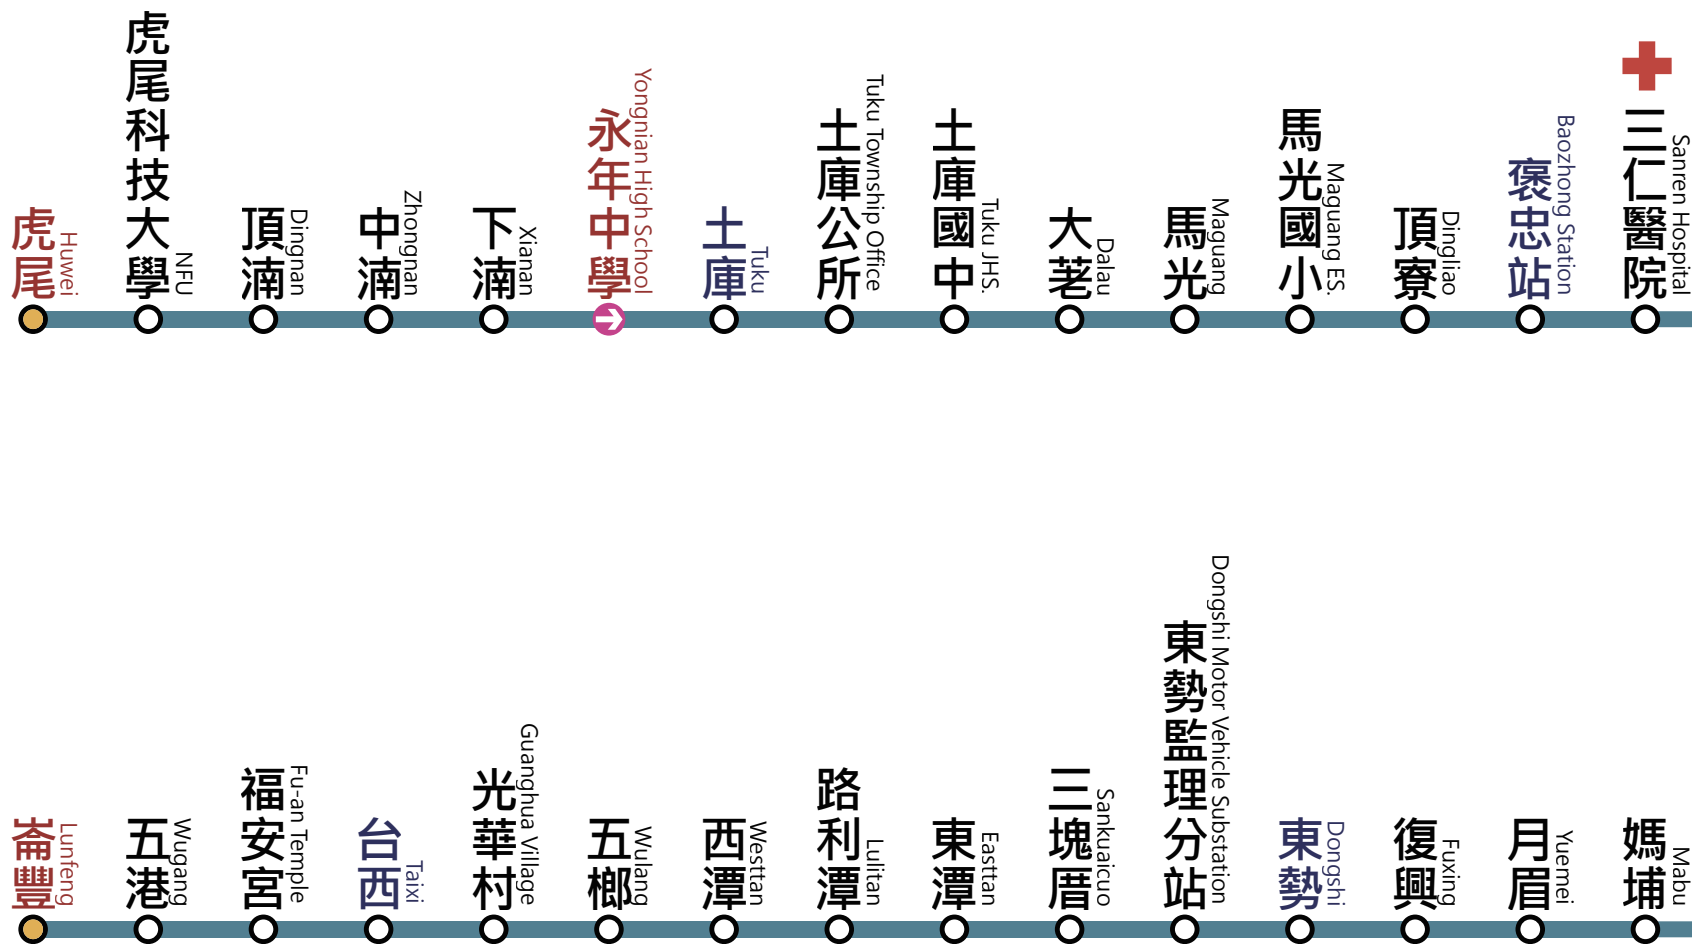 虎尾
Huwei
虎尾科技大學
NFU
頂湳
Dingnan
中湳
Zhongnan
下湳
Xianan
永年中學
Yongnian High School
土庫
Tuku
土庫公所
Tuku Township Office
土庫國中
Tuku JHS.
大荖
Dalau
馬光
Maguang
馬光國小
Maguang ES.
頂寮
Dingliao
褒忠站
Baozhong Station
三仁醫院
Sanren Hospital
崙豐
Lunfeng
五港
Wugang
福安宮
Fu-an Temple
台西
Taixi
光華村
Guanghua Village
五榔
Wulang
西潭
Westtan
路利潭
Lulitan
東潭
Easttan
三塊厝
Sankuaicuo
東勢監理分站
Dongshi Motor Vehicle Substation
東勢
Dongshi
復興
Fuxing
月眉
Yuemei
媽埔
Mabu